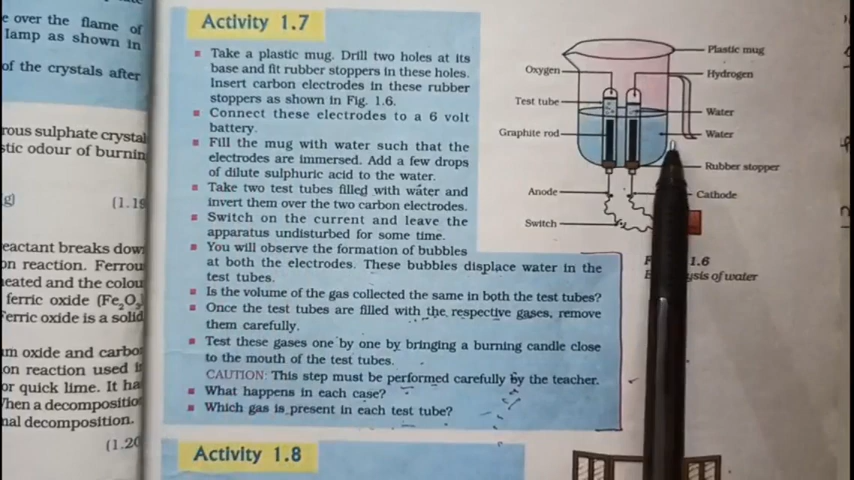 e over the flame of
lamp as shown in
of the crystals after
rous sulphate crystal
stic odour of burnin
g)
(1.19
eactant breaks dow
on reaction. Ferrou
eated and the colou
ferric oxide (Fe₂O₃
Ferric oxide is a solid
m oxide and carbo
on reaction used i
or quick lime. It ha
When a decompositio
nal decomposition.
(1.20
Activity 1.7
■ Take a plastic mug. Drill two holes at its
base and fit rubber stoppers in these holes.
Insert carbon electrodes in these rubber
stoppers as shown in Fig. 1.6.
■ Connect these electrodes to a 6 volt
battery.
■ Fill the mug with water such that the
electrodes are immersed. Add a few drops
of dilute sulphuric acid to the water.
■ Take two test tubes filled with water and
invert them over the two carbon electrodes.
■ Switch on the current and leave the
apparatus undisturbed for some time.
■ You will observe the formation of bubbles
at both the electrodes. These bubbles displace water in the
test tubes.
■ Is the volume of the gas collected the same in both the test tubes?
■ Once the test tubes are filled with the respective gases, remove
them carefully.
■ Test these gases one by one by bringing a burning candle close
to the mouth of the test tubes.
CAUTION: This step must be performed carefully by the teacher.
■ What happens in each case?
■ Which gas is present in each test tube?
Activity 1.8
Plastic mug
Oxygen
Hydrogen
Test tube
Water
Graphite rod
Water
Rubber stopper
Anode
Cathode
Switch
1.6
ysis of water